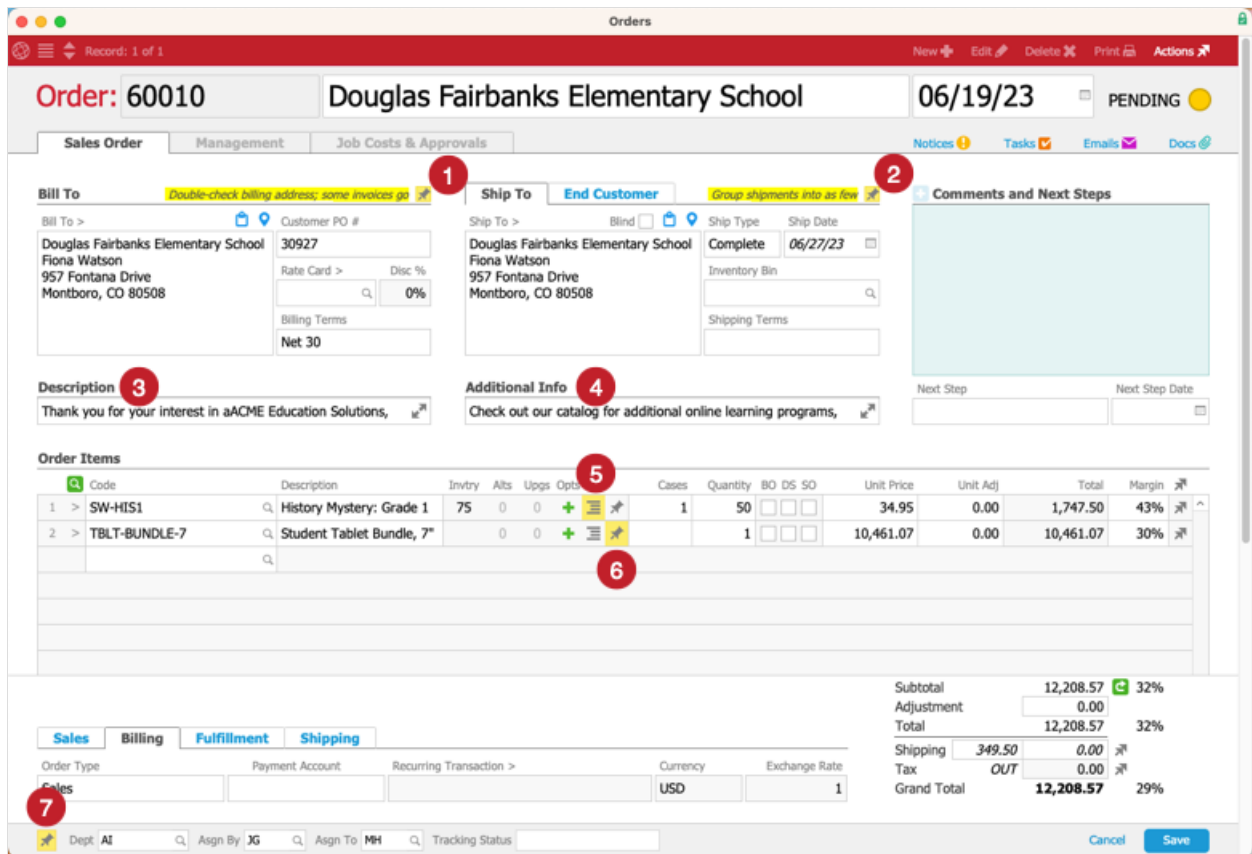 Orders
Record: 1 of 1 New Edit Delete Print Actions
Order: 60010 Douglas Fairbanks Elementary School 06/19/23 PENDING
Sales Order Management Job Costs & Approvals Notices Tasks Emails Docs
1 2
Bill To Double-check billing address; some invoices go Ship To End Customer Group shipments into as few Comments and Next Steps
Bill To > Customer PO # Ship To > Blind Ship Type Ship Date
Douglas Fairbanks Elementary School 30927 Douglas Fairbanks Elementary School Complete 06/27/23
Fiona Watson Fiona Watson
957 Fontana Drive Rate Card > Disc % 957 Fontana Drive Inventory Bin
Montboro, CO 80508 0% Montboro, CO 80508
Billing Terms Shipping Terms
Net 30
Description 3 Additional Info 4 Next Step Next Step Date
Thank you for your interest in aACME Education Solutions, Check out our catalog for additional online learning programs,
Order Items
5
Code Description Invtry Alts Upgs Opts Cases Quantity BO DS SO Unit Price Unit Adj Total Margin
1 > SW-HIS1 History Mystery: Grade 1 75 0 0 1 50 34.95 0.00 1,747.50 43%
2 > TBLT-BUNDLE-7 Student Tablet Bundle, 7" 0 0 1 10,461.07 0.00 10,461.07 30%
6
Subtotal 12,208.57 32%
Adjustment 0.00
Total 12,208.57 32%
Sales Billing Fulfillment Shipping
Shipping 349.50 0.00
Order Type Payment Account Recurring Transaction > Currency Exchange Rate
Tax OUT 0.00
Sales USD 1
Grand Total 12,208.57 29%
7
Dept AI Asgn By JG Asgn To MH Tracking Status Cancel Save